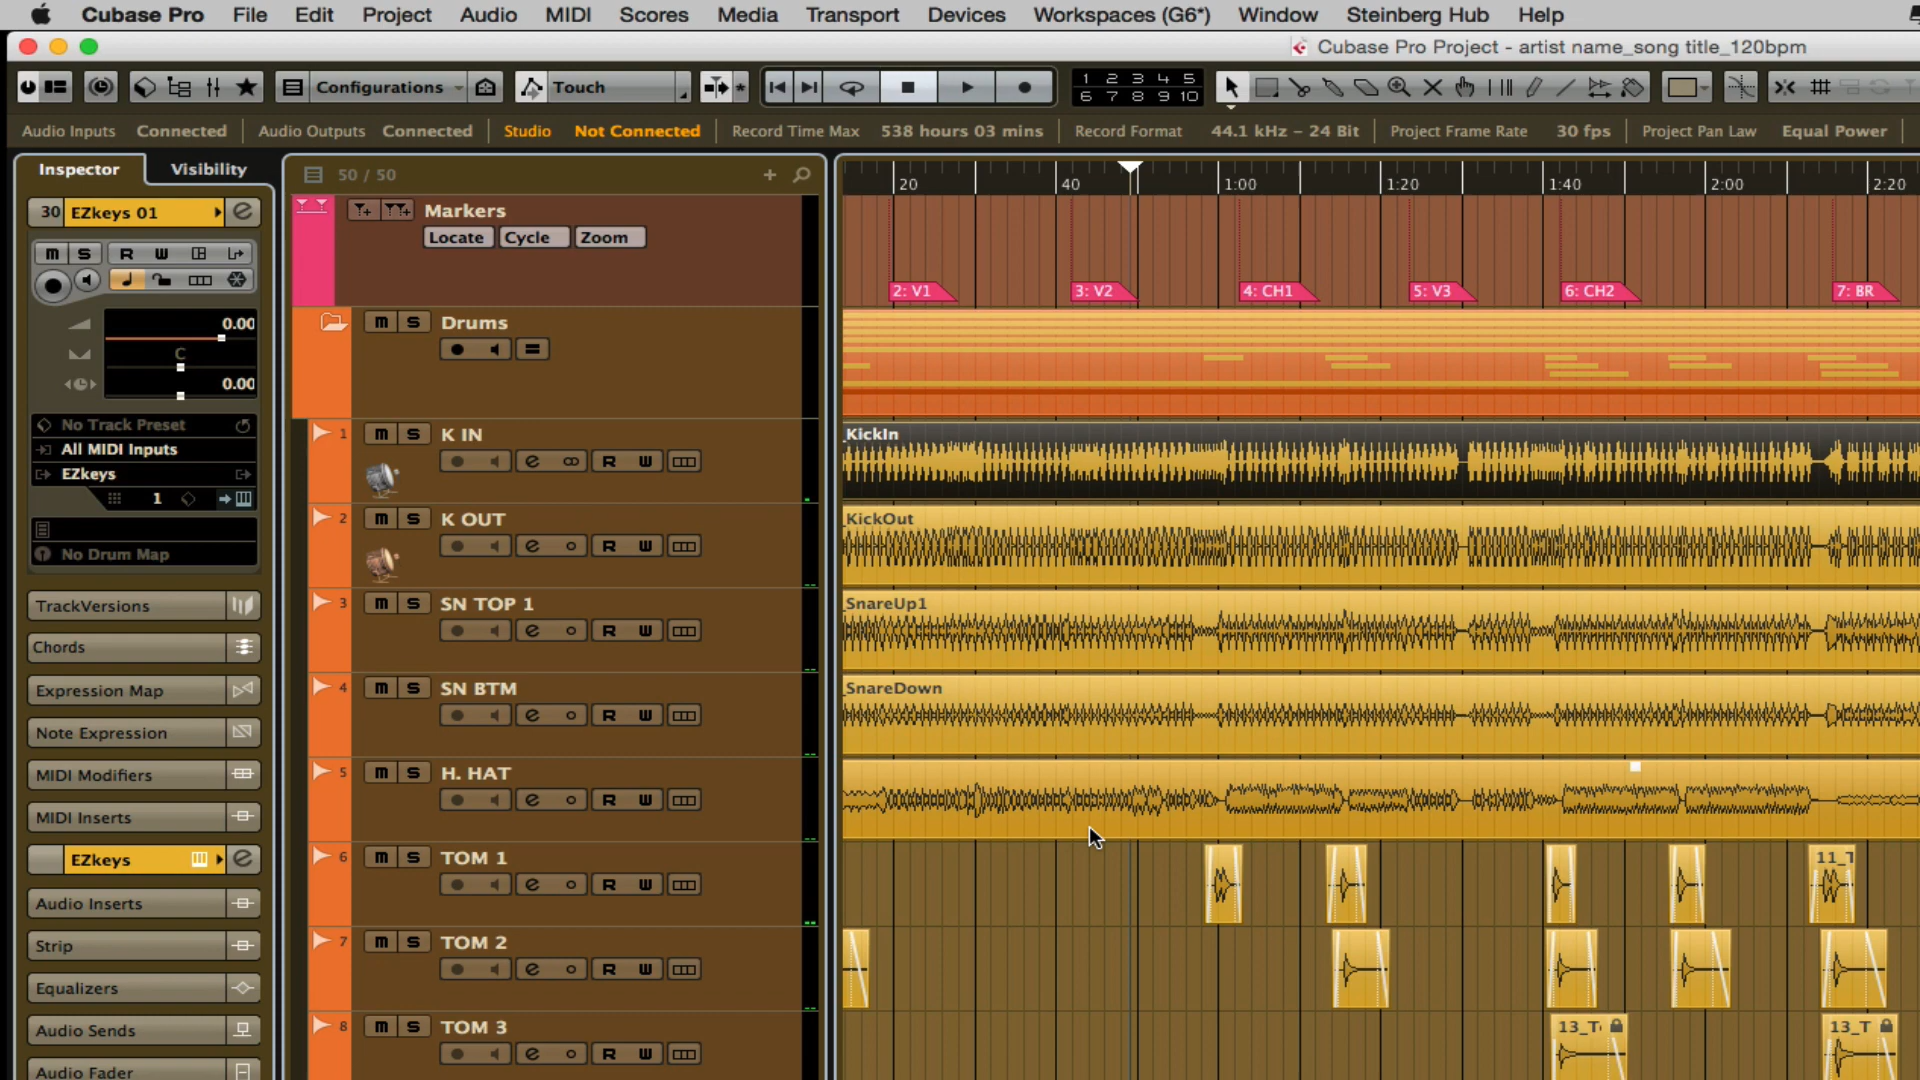 Cubase Pro File Edit Project Audio MIDI Scores Media Transport Devices Workspaces (G6*) Window Steinberg Hub Help
Cubase Pro Project - artist name_song title_120bpm
Configurations Touch 1 2 3 4 5
6 7 8 9 10
Audio Inputs Connected Audio Outputs Connected Studio Not Connected Record Time Max 538 hours 03 mins Record Format 44.1 kHz – 24 Bit Project Frame Rate 30 fps Project Pan Law Equal Power
Inspector Visibility
50 / 50
20 40 1:00 1:20 1:40 2:00 2:20
30 EZkeys 01
Markers
Locate Cycle Zoom
M S R W
2: V1 3: V2 4: CH1 5: V3 6: CH2 7: BR
0.00
C
0.00
M S Drums
No Track Preset
All MIDI Inputs
EZkeys
1
No Drum Map
1 M S K IN
R W
KickIn
2 M S K OUT
R W
KickOut
3 M S SN TOP 1
R W
SnareUp1
4 M S SN BTM
R W
SnareDown
5 M S H. HAT
R W
6 M S TOM 1
R W
11_T
7 M S TOM 2
R W
8 M S TOM 3
R W
13_T
13_T
TrackVersions
Chords
Expression Map
Note Expression
MIDI Modifiers
MIDI Inserts
EZkeys
Audio Inserts
Strip
Equalizers
Audio Sends
Audio Fader